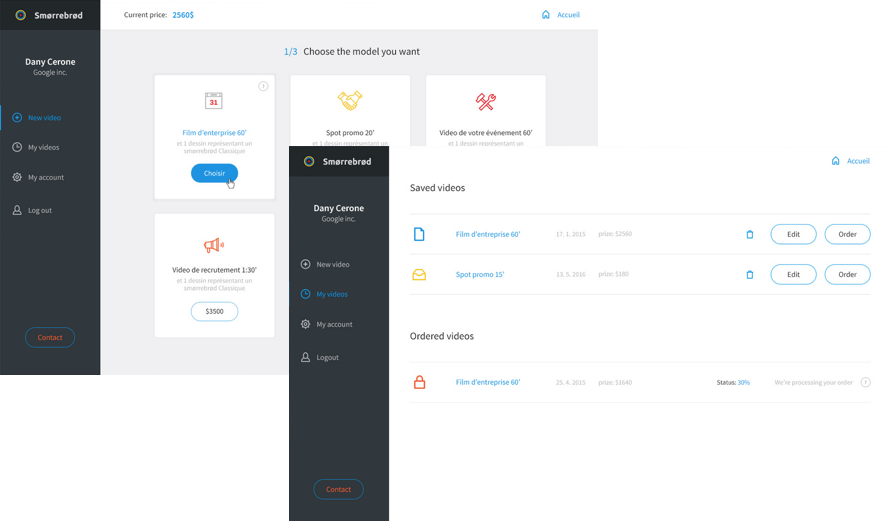 Smørrebrød
Current price: 2560$
Accueil
Dany Cerone
Google inc.
New video
My videos
My account
Log out
Contact
1/3 Choose the model you want
31
Film d'enterprise 60'
et 1 dessin représentant un
smørrebrød Classique
Choisir
Spot promo 20'
et 1 dessin représentant un
Video de votre événement 60'
et 1 dessin représentant un
Video de recrutement 1:30'
et 1 dessin représentant un
smørrebrød Classique
$3500
Smørrebrød
Accueil
Dany Cerone
Google inc.
New video
My videos
My account
Logout
Contact
Saved videos
Film d'entreprise 60' 17. 1. 2015 prize: $2560 Edit Order
Spot promo 15' 13. 5. 2016 prize: $180 Edit Order
Ordered videos
Film d'entreprise 60' 25. 4. 2015 prize: $1640 Status: 30% We're processing your order